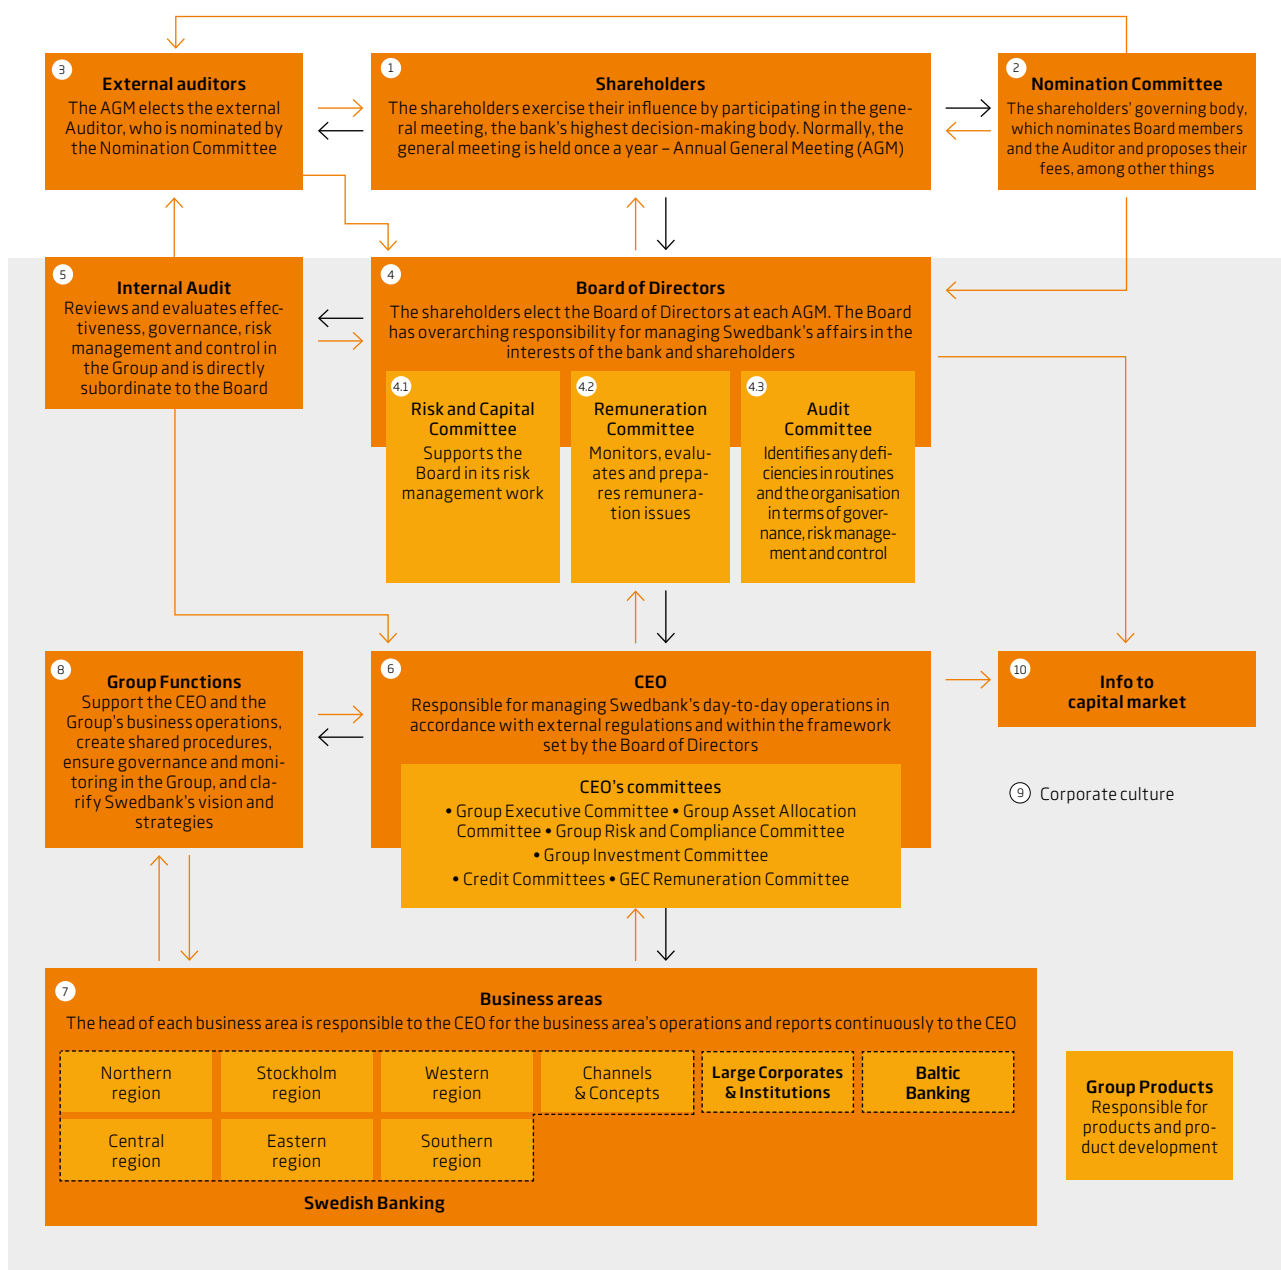 3
External auditors
The AGM elects the external
Auditor, who is nominated by
the Nomination Committee
1
Shareholders
The shareholders exercise their influence by participating in the gene-
ral meeting, the bank's highest decision-making body. Normally, the
general meeting is held once a year – Annual General Meeting (AGM)
2
Nomination Committee
The shareholders' governing body,
which nominates Board members
and the Auditor and proposes their
fees, among other things
5
Internal Audit
Reviews and evaluates effec-
tiveness, governance, risk
management and control in
the Group and is directly
subordinate to the Board
4
Board of Directors
The shareholders elect the Board of Directors at each AGM. The Board
has overarching responsibility for managing Swedbank's affairs in the
interests of the bank and shareholders
4.1
Risk and Capital
Committee
Supports the
Board in its risk
management work
4.2
Remuneration
Committee
Monitors, evalu-
ates and prepa-
res remunera-
tion issues
4.3
Audit
Committee
Identifies any defi-
ciencies in routines
and the organisation
in terms of gover-
nance, risk manage-
ment and control
8
Group Functions
Support the CEO and the
Group's business operations,
create shared procedures,
ensure governance and moni-
toring in the Group, and cla-
rify Swedbank's vision and
strategies
6
CEO
Responsible for managing Swedbank's day-to-day operations in
accordance with external regulations and within the framework
set by the Board of Directors
CEO's committees
• Group Executive Committee • Group Asset Allocation
Committee • Group Risk and Compliance Committee
• Group Investment Committee
• Credit Committees • GEC Remuneration Committee
10
Info to
capital market
9 Corporate culture
7
Business areas
The head of each business area is responsible to the CEO for the business area's operations and reports continuously to the CEO
Northern
region
Stockholm
region
Western
region
Channels
& Concepts
Large Corporates
& Institutions
Baltic
Banking
Central
region
Eastern
region
Southern
region
Swedish Banking
Group Products
Responsible for
products and pro-
duct development